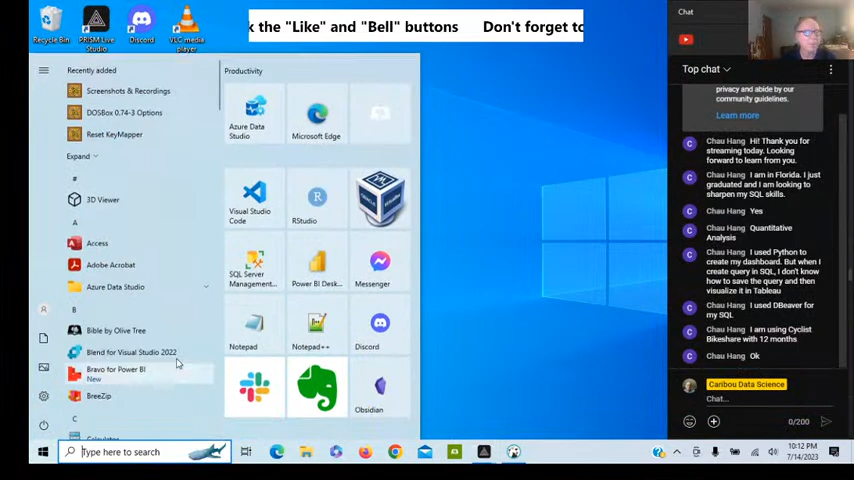 k the "Like" and "Bell" buttons Don't forget to
Recycle Bin
PRISM Live
Studio
Discord
VLC media
player
Recently added
Screenshots & Recordings
DOSBox 0.74-3 Options
Reset KeyMapper
Expand
#
3D Viewer
A
Access
Adobe Acrobat
Azure Data Studio
B
Bible by Olive Tree
Blend for Visual Studio 2022
Bravo for Power BI
New
BreeZip
C
Calculator
Productivity
Azure Data
Studio
Microsoft Edge
Visual Studio
Code
RStudio
SQL Server
Management...
Power BI Desk...
Messenger
Notepad
Notepad++
Discord
Obsidian
Type here to search
Chat
Top chat
privacy and abide by our
community guidelines.
Learn more
Chau Hang Hi! Thank you for
streaming today. Looking
forward to learn from you.
Chau Hang I am in Florida. I just
graduated and I am looking to
sharpen my SQL skills.
Chau Hang Yes
Chau Hang Quantitative
Analysis
Chau Hang I used Python to
create my dashboard. But when I
create query in SQL, I don't know
how to save the query and then
visualize it in Tableau
Chau Hang I used DBeaver for
my SQL
Chau Hang I am using Cyclist
Bikeshare with 12 months
Chau Hang Ok
Caribou Data Science
Chat...
0/200
10:12 PM
7/14/2023